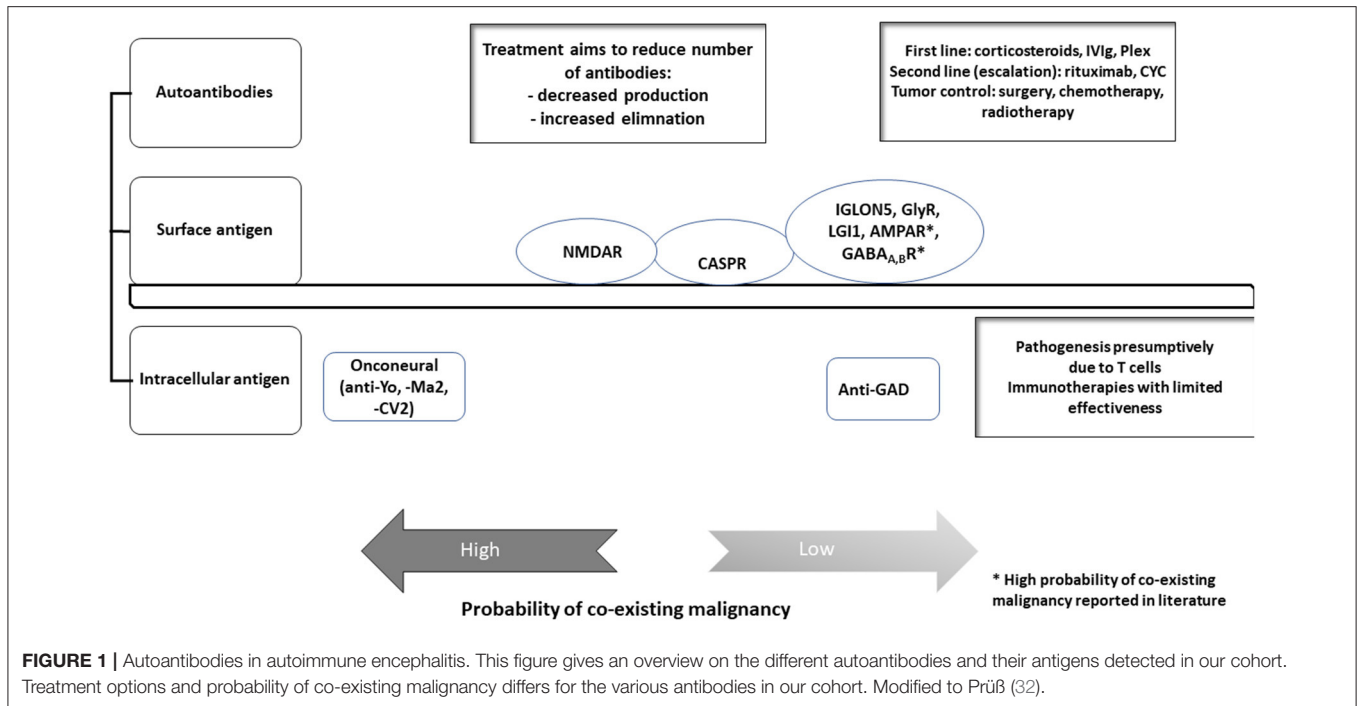 Autoantibodies
Treatment aims to reduce number
of antibodies:
- decreased production
- increased elimnation
First line: corticosteroids, IVIg, Plex
Second line (escalation): rituximab, CYC
Tumor control: surgery, chemotherapy,
radiotherapy
Surface antigen
NMDAR
CASPR
IGLON5, GlyR,
LGI1, AMPAR*,
GABAA,BR*
Intracellular antigen
Onconeural
(anti-Yo, -Ma2,
-CV2)
Anti-GAD
Pathogenesis presumptively
due to T cells
Immunotherapies with limited
effectiveness
High
Low
Probability of co-existing malignancy
* High probability of co-existing
malignancy reported in literature
FIGURE 1 | Autoantibodies in autoimmune encephalitis. This figure gives an overview on the different autoantibodies and their antigens detected in our cohort.
Treatment options and probability of co-existing malignancy differs for the various antibodies in our cohort. Modified to Prüß (32).